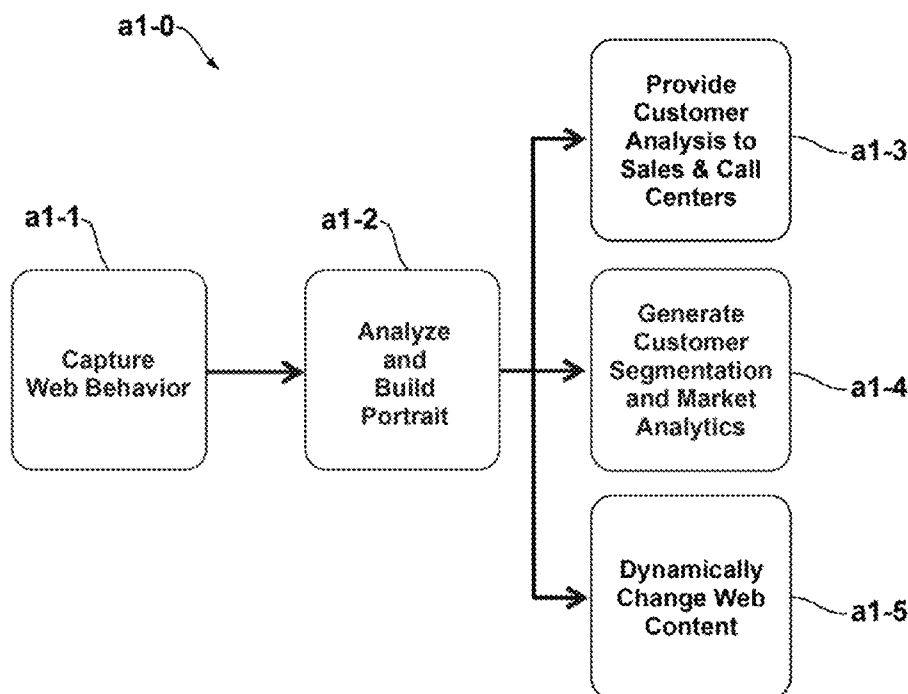 a1-0
a1-1
Capture
Web Behavior
a1-2
Analyze
and
Build
Portrait
Provide
Customer
Analysis to
Sales & Call
Centers
a1-3
Generate
Customer
Segmentation
and Market
Analytics
a1-4
Dynamically
Change Web
Content
a1-5